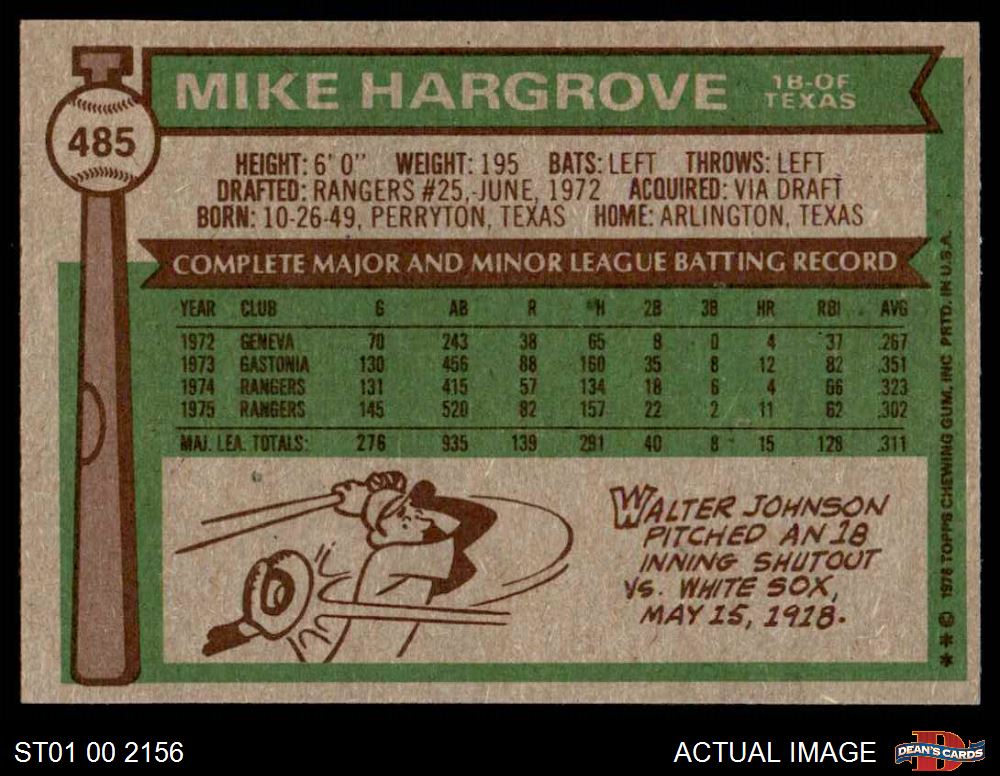 MIKE HARGROVE
1B-OF
TEXAS
485
HEIGHT: 6' 0" WEIGHT: 195 BATS: LEFT THROWS: LEFT
DRAFTED: RANGERS #25,-JUNE, 1972 ACQUIRED: VIA DRAFT
BORN: 10-26-49, PERRYTON, TEXAS HOME: ARLINGTON, TEXAS
COMPLETE MAJOR AND MINOR LEAGUE BATTING RECORD
YEAR CLUB G AB R H 2B 3B HR RBI AVG
1972 GENEVA 70 243 38 65 8 0 4 37 .267
1973 GASTONIA 130 456 88 160 35 8 12 82 .351
1974 RANGERS 131 415 57 134 18 6 4 66 .323
1975 RANGERS 145 520 82 157 22 2 11 62 .302
MAJ. LEA. TOTALS: 276 935 139 291 40 8 15 128 .311
WALTER JOHNSON
PITCHED AN 18
INNING SHUTOUT
VS. WHITE SOX,
MAY 15, 1918.
** © 1976 TOPPS CHEWING GUM, INC PRTD. IN U.S.A.
ST01 00 2156
ACTUAL IMAGE
DEAN'S CARDS